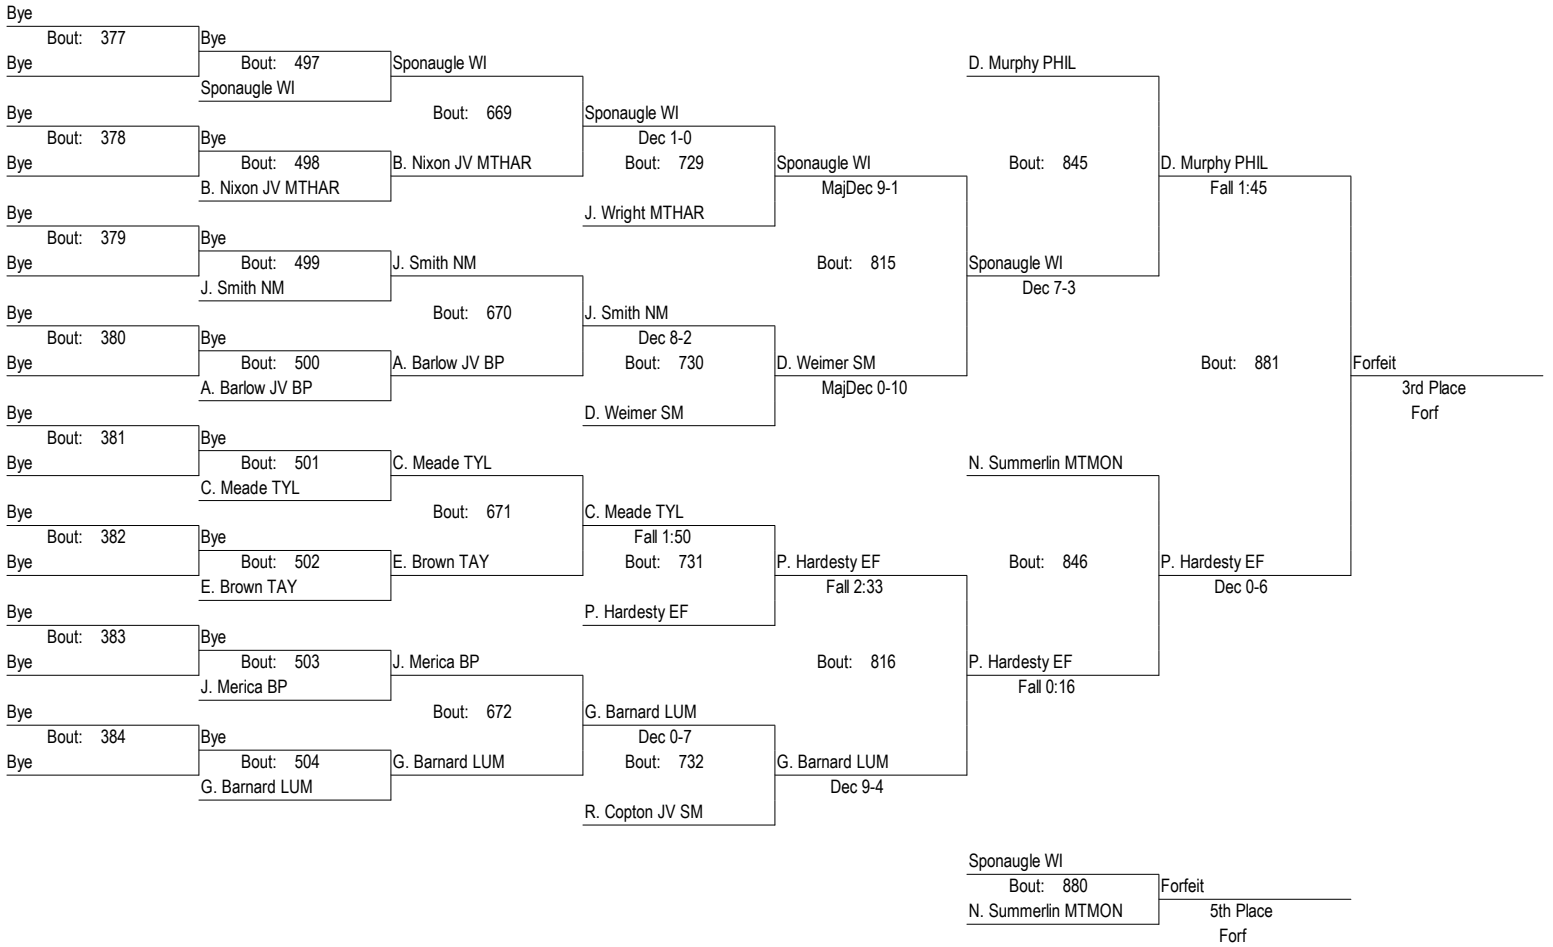 Bye
Bout: 377
Bye
Bye
Bout: 497
Sponaugle WI
Sponaugle WI
D. Murphy PHIL
Bye
Bout: 378
Bye
Bye
Bout: 498
B. Nixon JV MTHAR
Bout: 669
B. Nixon JV MTHAR
Sponaugle WI
Dec 1-0
Bout: 729
J. Wright MTHAR
Sponaugle WI
MajDec 9-1
Bout: 845
D. Murphy PHIL
Fall 1:45
Bye
Bout: 379
Bye
Bye
Bout: 499
J. Smith NM
J. Smith NM
Bout: 815
Sponaugle WI
Dec 7-3
Bye
Bout: 380
Bye
Bye
Bout: 500
A. Barlow JV BP
Bout: 670
A. Barlow JV BP
J. Smith NM
Dec 8-2
Bout: 730
D. Weimer SM
D. Weimer SM
MajDec 0-10
Bout: 881
Forfeit
3rd Place
Forf
Bye
Bout: 381
Bye
Bye
Bout: 501
C. Meade TYL
C. Meade TYL
N. Summerlin MTMON
Bye
Bout: 382
Bye
Bye
Bout: 502
E. Brown TAY
Bout: 671
E. Brown TAY
C. Meade TYL
Fall 1:50
Bout: 731
P. Hardesty EF
P. Hardesty EF
Fall 2:33
Bout: 846
P. Hardesty EF
Dec 0-6
Bye
Bout: 383
Bye
Bye
Bout: 503
J. Merica BP
J. Merica BP
Bout: 816
P. Hardesty EF
Fall 0:16
Bye
Bout: 384
Bye
Bye
Bout: 504
G. Barnard LUM
Bout: 672
G. Barnard LUM
G. Barnard LUM
Dec 0-7
Bout: 732
R. Copton JV SM
G. Barnard LUM
Dec 9-4
Sponaugle WI
Bout: 880
N. Summerlin MTMON
Forfeit
5th Place
Forf